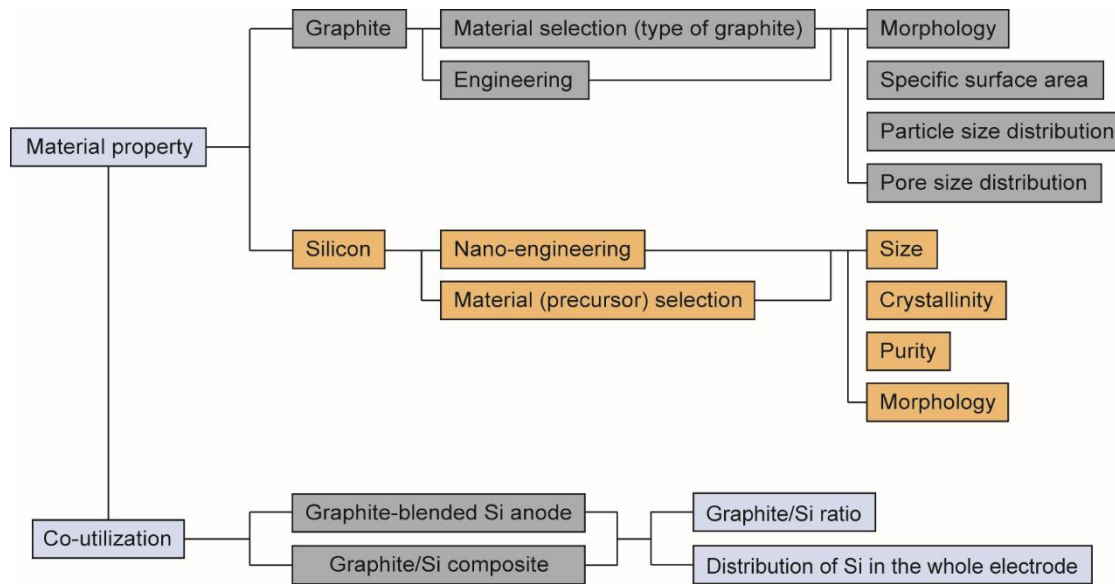 Graphite
Material selection (type of graphite)
Morphology
Engineering
Specific surface area
Material property
Particle size distribution
Pore size distribution
Silicon
Nano-engineering
Size
Material (precursor) selection
Crystallinity
Purity
Morphology
Co-utilization
Graphite-blended Si anode
Graphite/Si ratio
Graphite/Si composite
Distribution of Si in the whole electrode